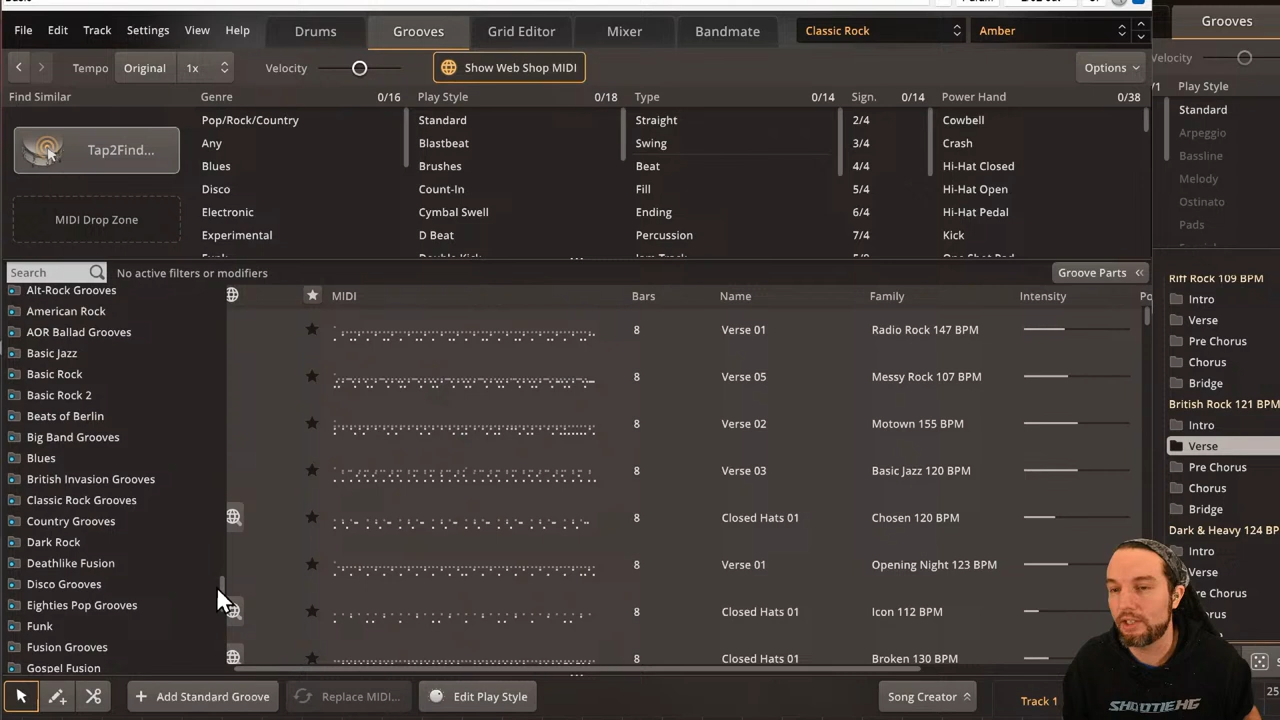 File Edit Track Settings View Help Drums Grooves Grid Editor Mixer Bandmate Classic Rock Amber Grooves
Tempo Original 1x Velocity Show Web Shop MIDI Options Velocity
Find Similar Genre 0/16 Play Style 0/18 Type 0/14 Sign. 0/14 Power Hand 0/38
Play Style
Tap2Find...
MIDI Drop Zone
Pop/Rock/Country
Any
Blues
Disco
Electronic
Experimental
Standard
Blastbeat
Brushes
Count-In
Cymbal Swell
D Beat
Double Kick
Straight
Swing
Beat
Fill
Ending
Percussion
2/4
3/4
4/4
5/4
6/4
7/4
Cowbell
Crash
Hi-Hat Closed
Hi-Hat Open
Hi-Hat Pedal
Kick
Standard
Arpeggio
Bassline
Melody
Ostinato
Pads
Search No active filters or modifiers Groove Parts
Alt-Rock Grooves
American Rock
AOR Ballad Grooves
Basic Jazz
Basic Rock
Basic Rock 2
Beats of Berlin
Big Band Grooves
Blues
British Invasion Grooves
Classic Rock Grooves
Country Grooves
Dark Rock
Deathlike Fusion
Disco Grooves
Eighties Pop Grooves
Funk
Fusion Grooves
Gospel Fusion
MIDI Bars Name Family Intensity Po
8 Verse 01 Radio Rock 147 BPM
8 Verse 05 Messy Rock 107 BPM
8 Verse 02 Motown 155 BPM
8 Verse 03 Basic Jazz 120 BPM
8 Closed Hats 01 Chosen 120 BPM
8 Verse 01 Opening Night 123 BPM
8 Closed Hats 01 Icon 112 BPM
8 Closed Hats 01 Broken 130 BPM
Riff Rock 109 BPM
Intro
Verse
Pre Chorus
Chorus
Bridge
British Rock 121 BPM
Intro
Verse
Pre Chorus
Chorus
Bridge
Dark & Heavy 124 BP
Intro
Verse
Add Standard Groove Replace MIDI... Edit Play Style Song Creator Track 1 25
SHOOTIEHG